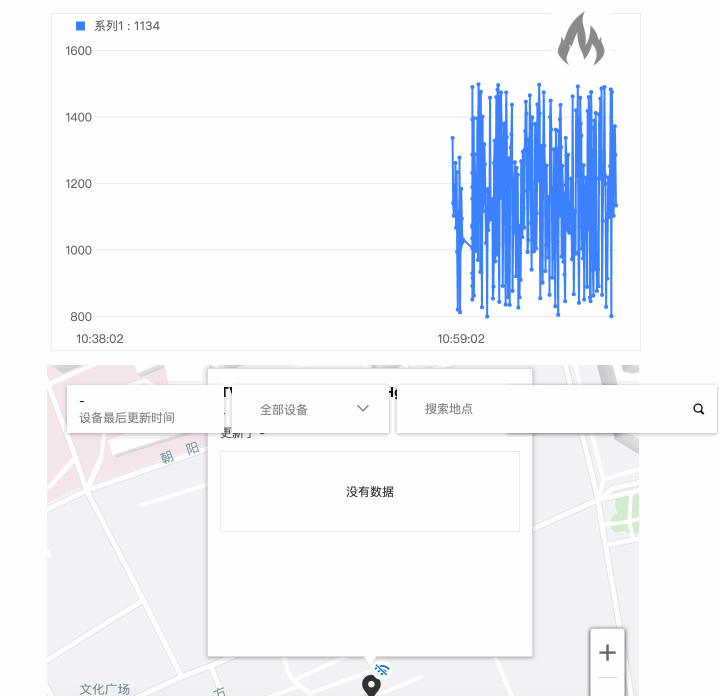 系列1 : 1134
1600
1400
1200
1000
800
10:38:02
10:59:02
-
设备最后更新时间
全部设备
搜索地点
更新于 -
没有数据
朝阳
文化广场
方